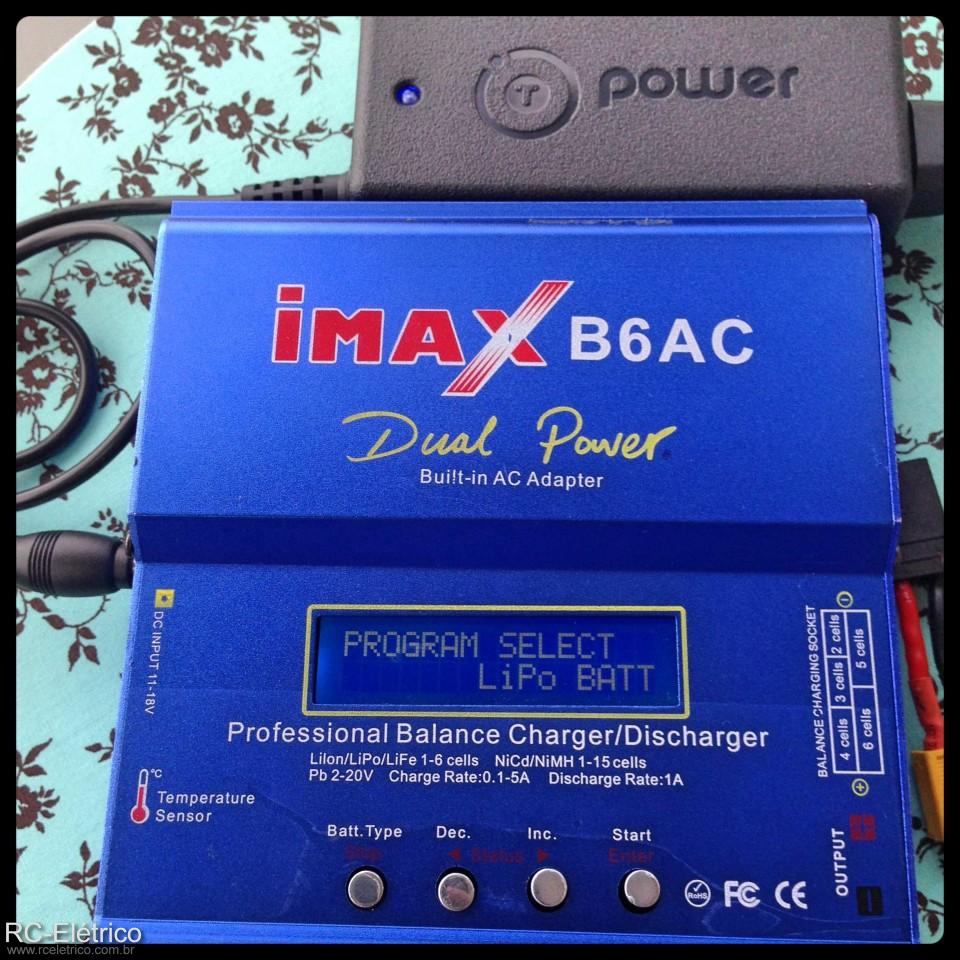 T power
iMAX B6AC
Dual Power
Built-in AC Adapter
DC INPUT 11-18V
PROGRAM SELECT
LiPo BATT
Professional Balance Charger/Discharger
LiIon/LiPo/LiFe 1-6 cells NiCd/NiMH 1-15 cells
Pb 2-20V Charge Rate:0.1-5A Discharge Rate:1A
BALANCE CHARGING SOCKET
2 cells
3 cells
4 cells
5 cells
6 cells
°C
Temperature
Sensor
Batt.Type Dec. Inc. Start
Stop Status Enter
RoHS FC CE
OUTPUT
RC-Elétrico
www.rceletrico.com.br